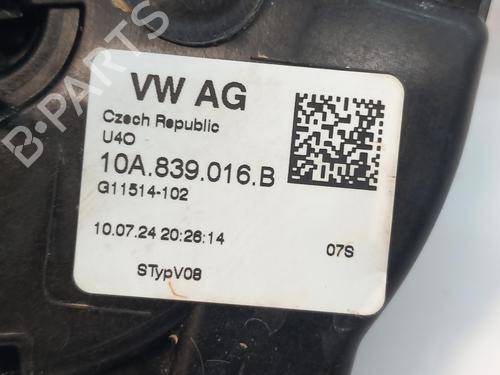 B-PARTS
VW AG
Czech Republic
U4O
10A.839.016.B
G11514-102
10.07.24 20:26:14
07S
STypV08